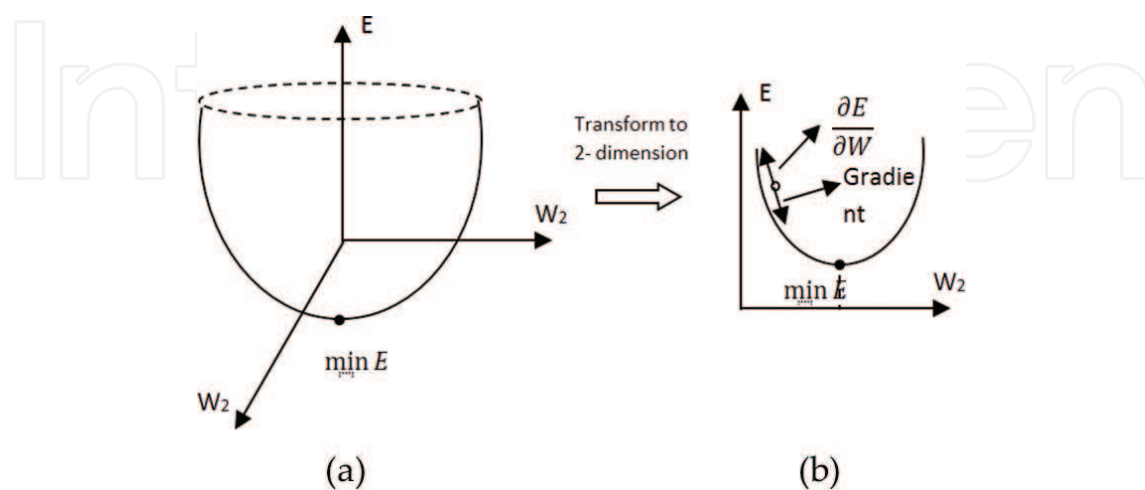 E
W₂
W₂
min E
(a)
Transform to
2- dimension
E
∂E
∂W
Gradie
nt
min E
W₂
(b)